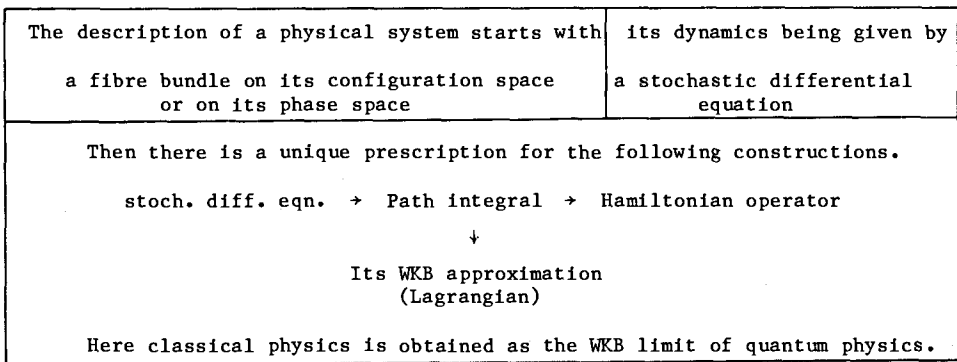 The description of a physical system starts with
a fibre bundle on its configuration space
or on its phase space
its dynamics being given by
a stochastic differential
equation
Then there is a unique prescription for the following constructions.
stoch. diff. eqn. → Path integral → Hamiltonian operator
↓
Its WKB approximation
(Lagrangian)
Here classical physics is obtained as the WKB limit of quantum physics.